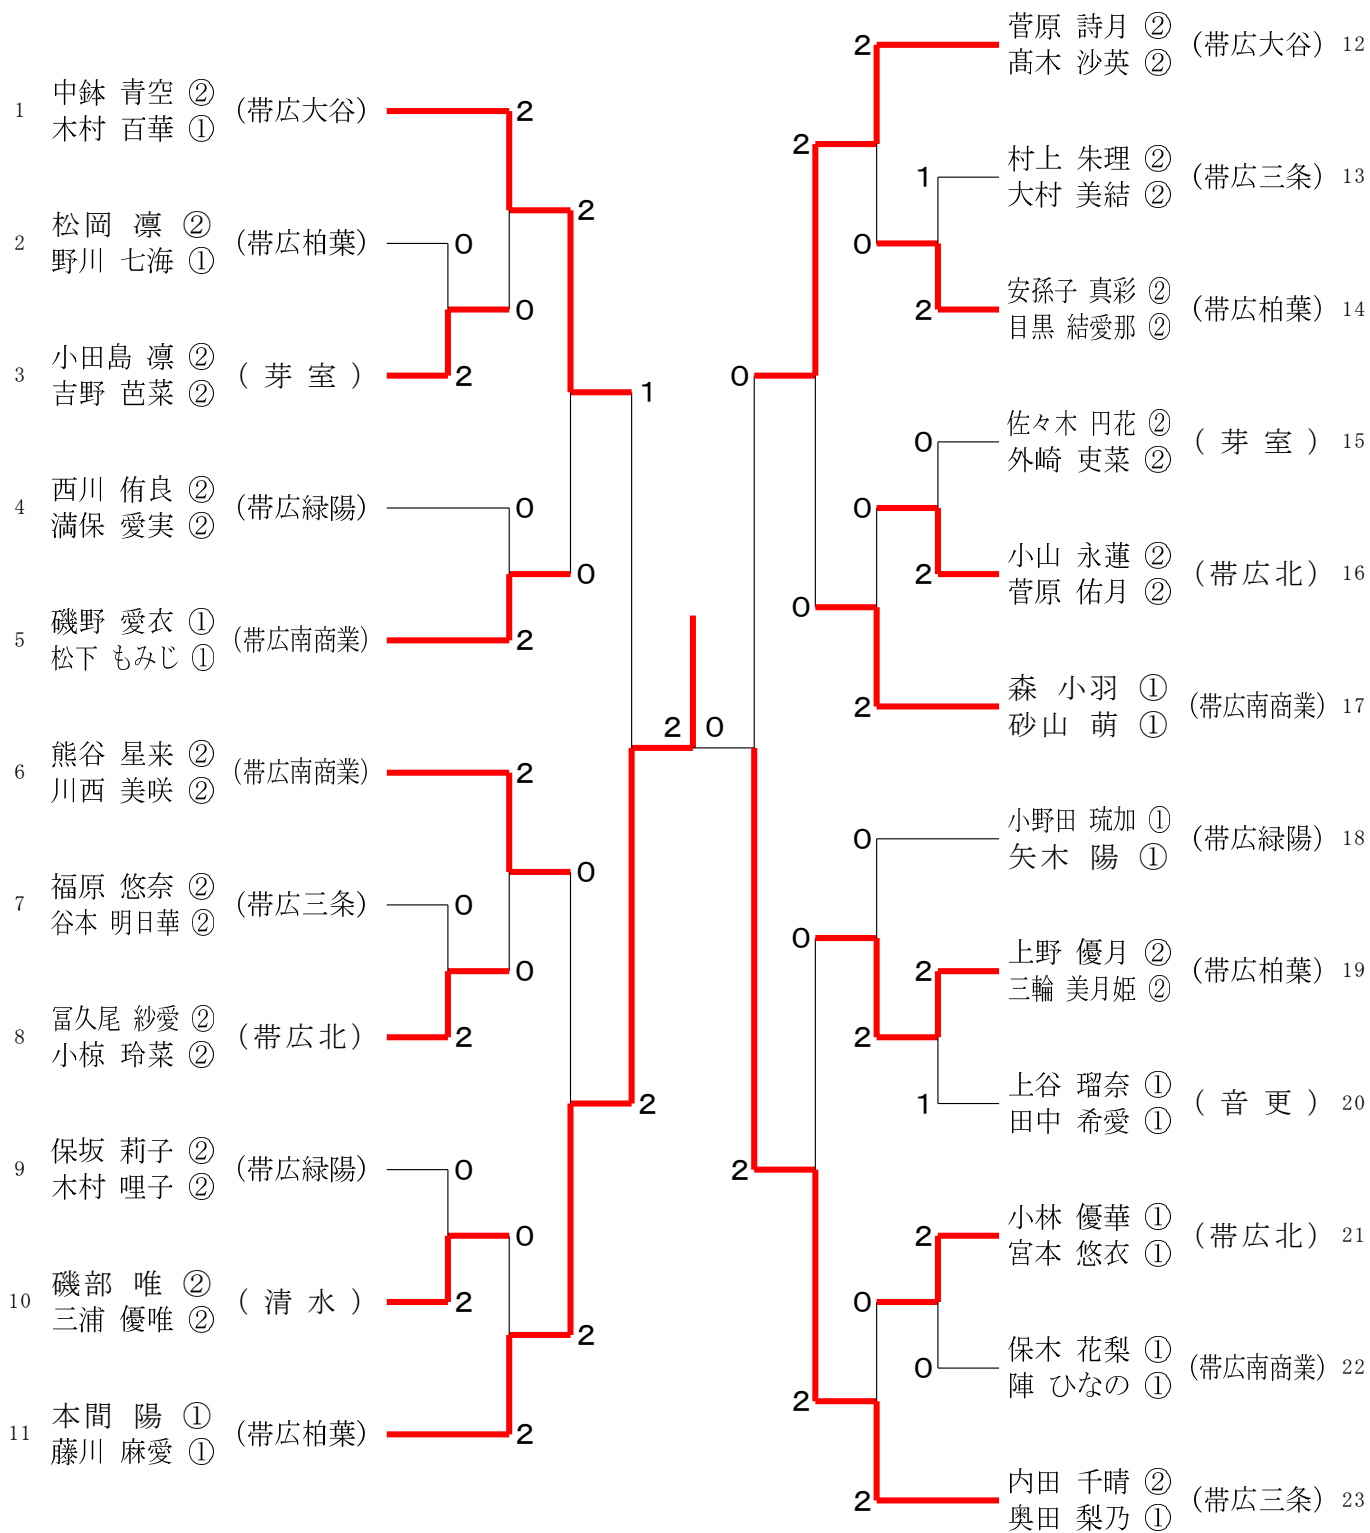 1 中鉢 青空 ② (帯広大谷)
木村 百華 ①
2
2
2 松岡 凛 ② (帯広柏葉)
野川 七海 ①
0
0
3 小田島 凛 ② ( 芽 室 )
吉野 芭菜 ②
2
1
4 西川 侑良 ② (帯広緑陽)
満保 愛実 ②
0
0
5 磯野 愛衣 ① (帯広南商業)
松下 もみじ ①
2
2 0
6 熊谷 星来 ② (帯広南商業)
川西 美咲 ②
2
0
7 福原 悠奈 ② (帯広三条)
谷本 明日華 ②
0
0
8 冨久尾 紗愛 ② (帯広北)
小椋 玲菜 ②
2
2
9 保坂 莉子 ② (帯広緑陽)
木村 哩子 ②
0
0
10 磯部 唯 ② ( 清 水 )
三浦 優唯 ②
2
2
11 本間 陽 ① (帯広柏葉)
藤川 麻愛 ①
2
2
菅原 詩月 ② (帯広大谷) 12
髙木 沙英 ②
2
1
村上 朱理 ② (帯広三条) 13
大村 美結 ②
0
2
安孫子 真彩 ② (帯広柏葉) 14
目黒 結愛那 ②
0
0
佐々木 円花 ② ( 芽 室 ) 15
外崎 吏菜 ②
0
2
小山 永蓮 ② (帯広北) 16
菅原 佑月 ②
0
2
森 小羽 ① (帯広南商業) 17
砂山 萌 ①
0
小野田 琉加 ① (帯広緑陽) 18
矢木 陽 ①
0
2
上野 優月 ② (帯広柏葉) 19
三輪 美月姫 ②
2
1
上谷 瑠奈 ① ( 音 更 ) 20
田中 希愛 ①
2
2
小林 優華 ① (帯広北) 21
宮本 悠衣 ①
0
0
保木 花梨 ① (帯広南商業) 22
陣 ひなの ①
2
2
内田 千晴 ② (帯広三条) 23
奥田 梨乃 ①